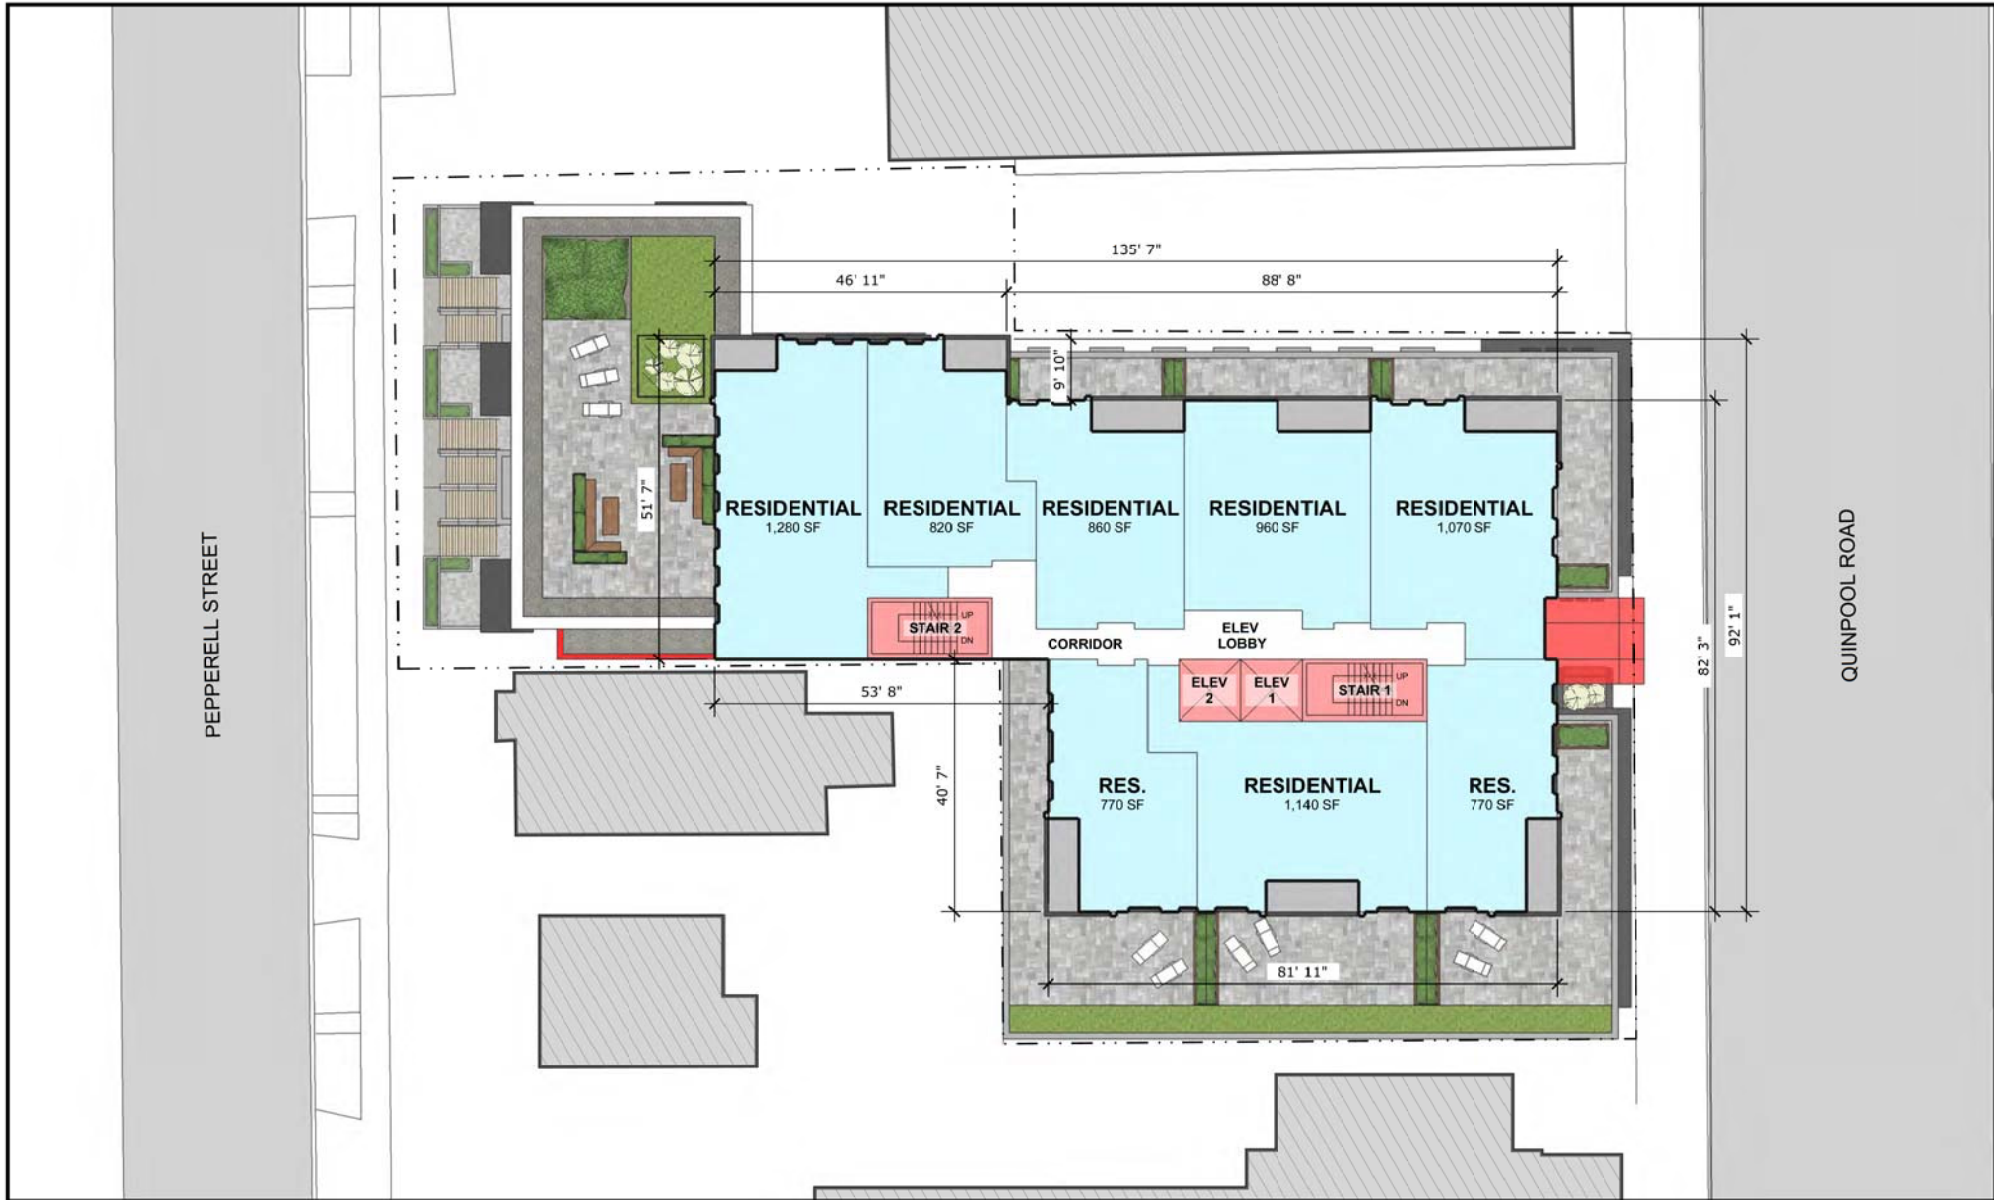 135' 7"
46' 11"
88' 8"
9' 10"
51' 7"
RESIDENTIAL
1,280 SF
RESIDENTIAL
820 SF
RESIDENTIAL
860 SF
RESIDENTIAL
960 SF
RESIDENTIAL
1,070 SF
PEPPERELL STREET
QUINPOOL ROAD
STAIR 2
UP
DN
CORRIDOR
ELEV
LOBBY
82' 3"
92' 1"
53' 8"
ELEV
2
ELEV
1
STAIR 1
UP
DN
40' 7"
RES.
770 SF
RESIDENTIAL
1,140 SF
RES.
770 SF
81' 11"